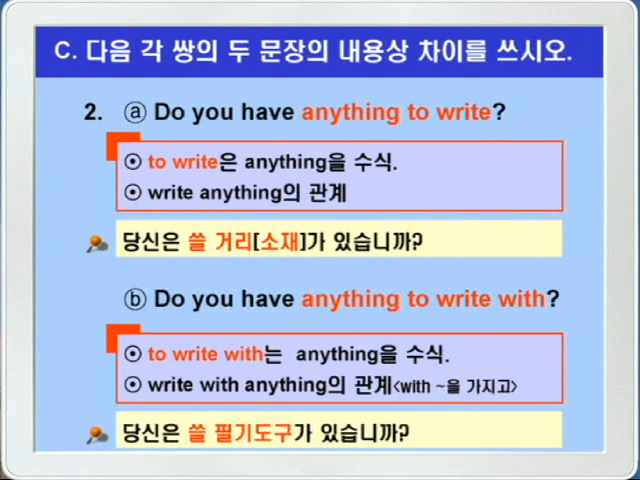 C. 다음 각 쌍의 두 문장의 내용상 차이를 쓰시오.
2. ⓐ Do you have anything to write?
⊙ to write은 anything을 수식.
⊙ write anything의 관계
당신은 쓸 거리[소재]가 있습니까?
ⓑ Do you have anything to write with?
⊙ to write with는 anything을 수식.
⊙ write with anything의 관계<with ~을 가지고>
당신은 쓸 필기도구가 있습니까?